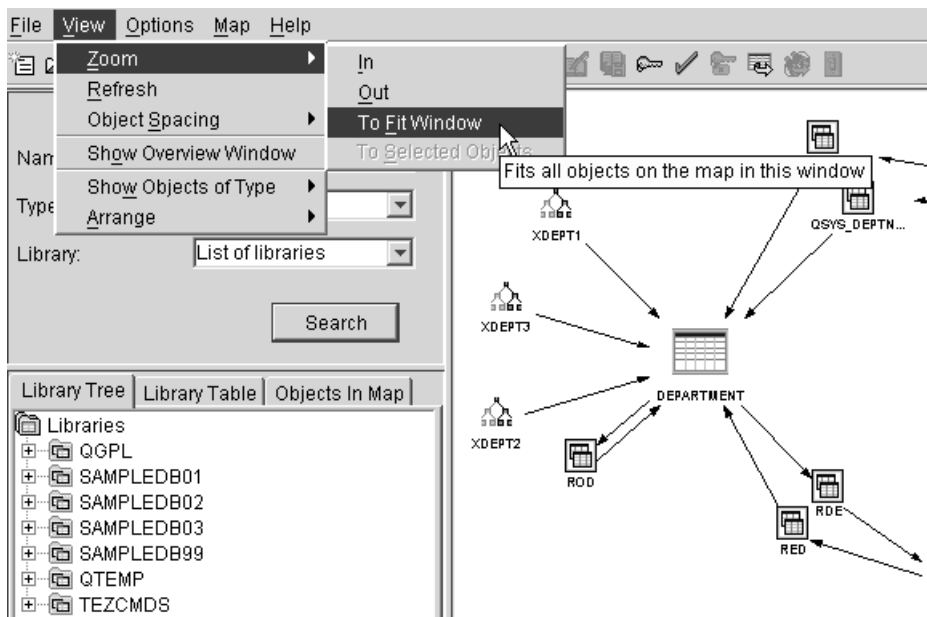 File View Options Map Help
Zoom
Refresh
Object Spacing
Show Overview Window
Show Objects of Type
Arrange
In
Out
To Fit Window
To Selected Objects
Fits all objects on the map in this window
Nam
Type
Library:
List of libraries
Search
Library Tree
Library Table
Objects In Map
Libraries
QGPL
SAMPLEDB01
SAMPLEDB02
SAMPLEDB03
SAMPLEDB99
QTEMP
TEZCMDS
QSYS_DEPTN...
XDEPT1
XDEPT3
DEPARTMENT
XDEPT2
ROD
RDE
RED